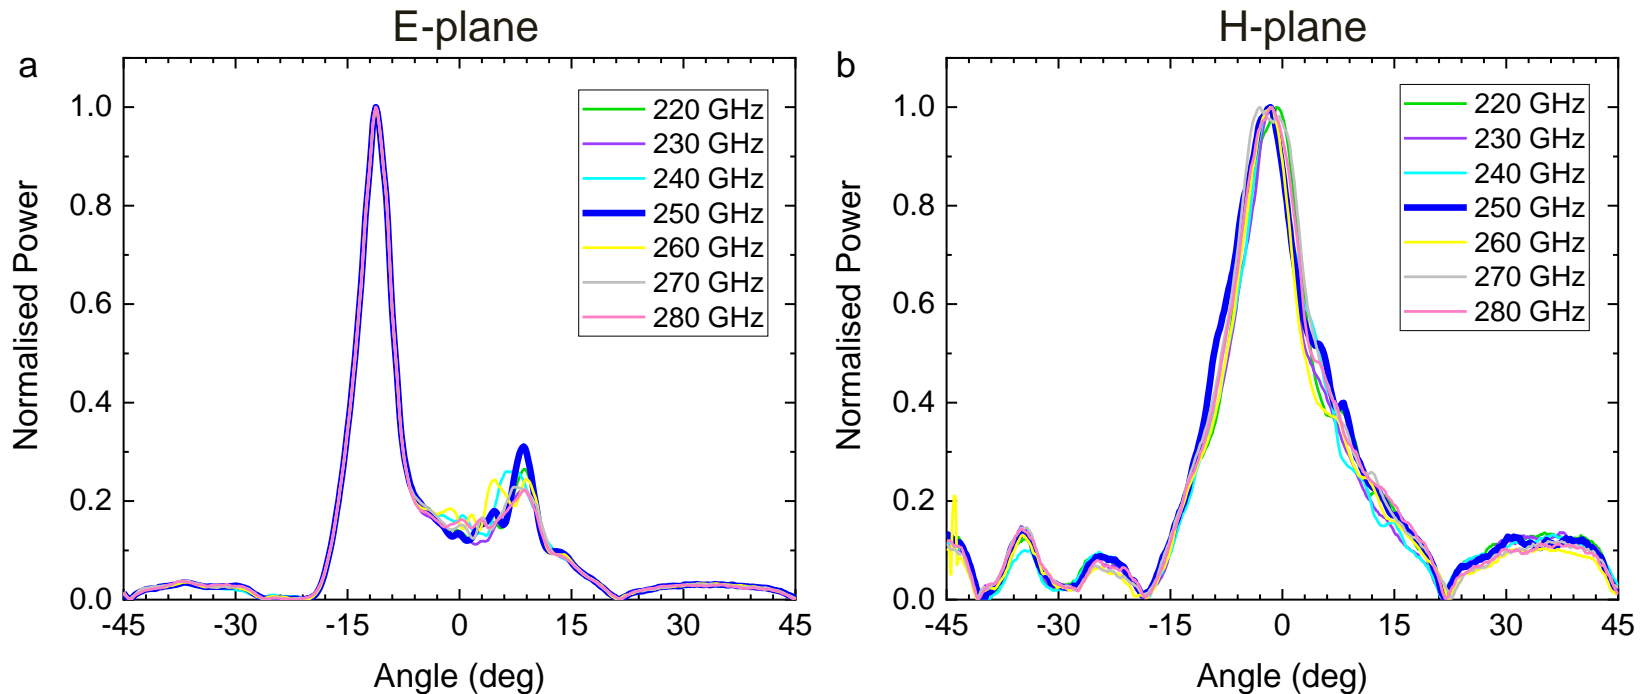 E-plane
H-plane
a
b
Normalised Power
1.0
0.8
0.6
0.4
0.2
0.0
220 GHz
230 GHz
240 GHz
250 GHz
260 GHz
270 GHz
280 GHz
-45
-30
-15
0
15
30
45
Angle (deg)
Normalised Power
1.0
0.8
0.6
0.4
0.2
0.0
220 GHz
230 GHz
240 GHz
250 GHz
260 GHz
270 GHz
280 GHz
-45
-30
-15
0
15
30
45
Angle (deg)